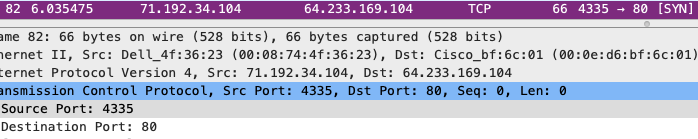 82 6.035475 71.192.34.104 64.233.169.104 TCP 66 4335 → 80 [SYN]
ame 82: 66 bytes on wire (528 bits), 66 bytes captured (528 bits)
hernet II, Src: Dell_4f:36:23 (00:08:74:4f:36:23), Dst: Cisco_bf:6c:01 (00:0e:d6:bf:6c:01)
ternet Protocol Version 4, Src: 71.192.34.104, Dst: 64.233.169.104
ansmission Control Protocol, Src Port: 4335, Dst Port: 80, Seq: 0, Len: 0
Source Port: 4335
Destination Port: 80